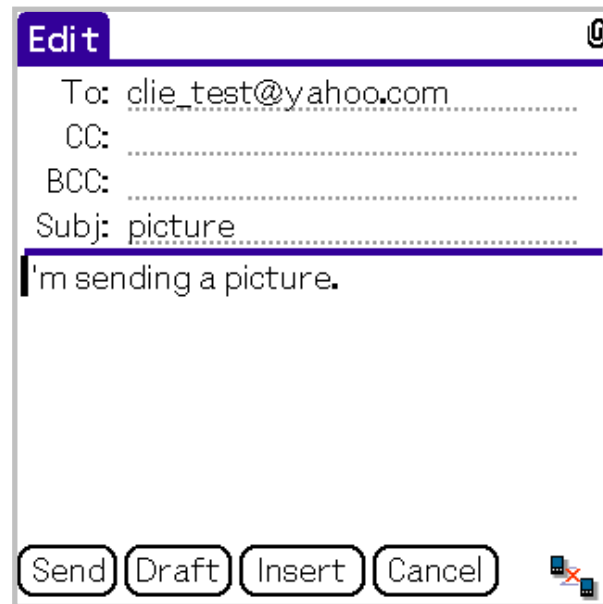 Edit
To: clie_test@yahoo.com
CC:
BCC:
Subj: picture
I'm sending a picture.
Send Draft Insert Cancel